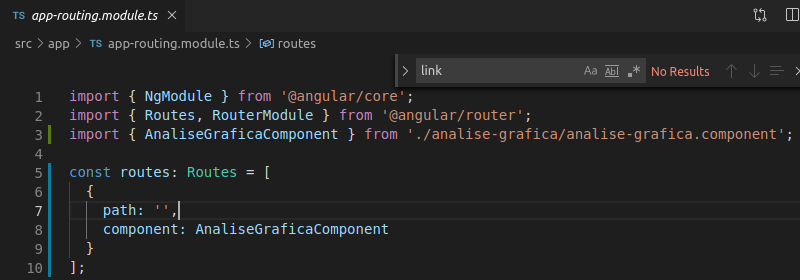 TS app-routing.module.ts ×
src > app > TS app-routing.module.ts > routes
link Aa Abl .* No Results
1 import { NgModule } from '@angular/core';
2 import { Routes, RouterModule } from '@angular/router';
3 import { AnaliseGraficaComponent } from './analise-grafica/analise-grafica.component';
4
5 const routes: Routes = [
6 {
7 path: '',
8 component: AnaliseGraficaComponent
9 }
10 ];